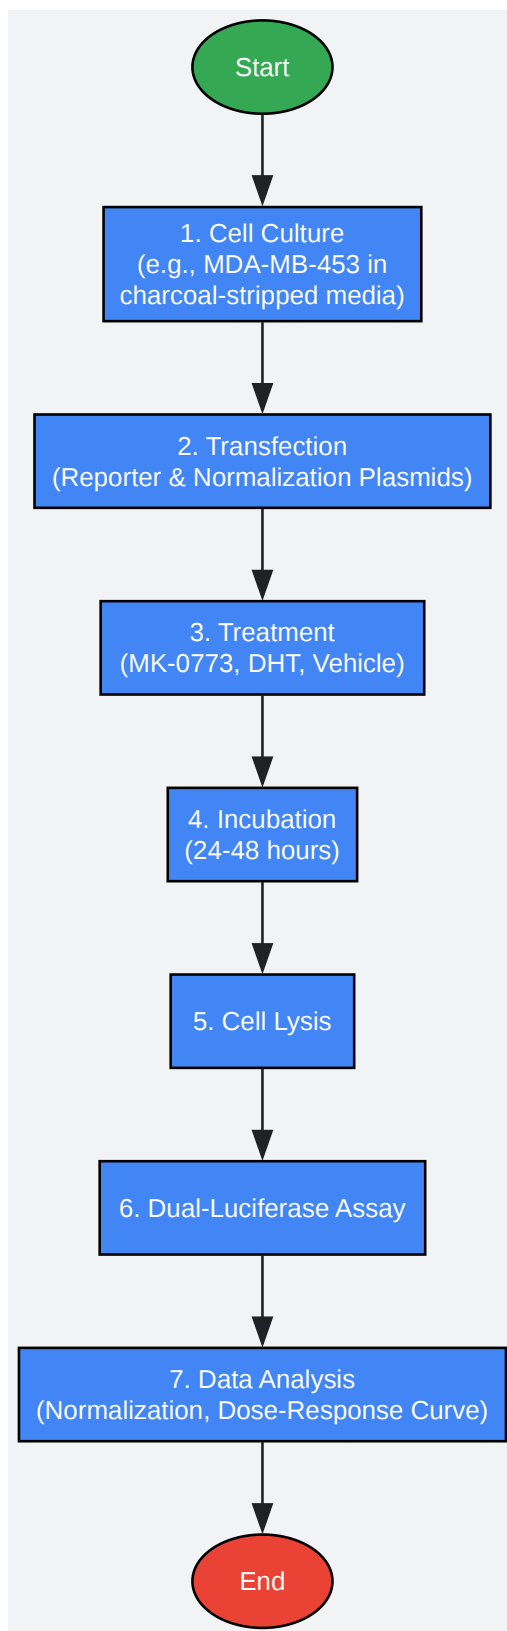 Start
1. Cell Culture
(e.g., MDA-MB-453 in
charcoal-stripped media)
2. Transfection
(Reporter & Normalization Plasmids)
3. Treatment
(MK-0773, DHT, Vehicle)
4. Incubation
(24-48 hours)
5. Cell Lysis
6. Dual-Luciferase Assay
7. Data Analysis
(Normalization, Dose-Response Curve)
End